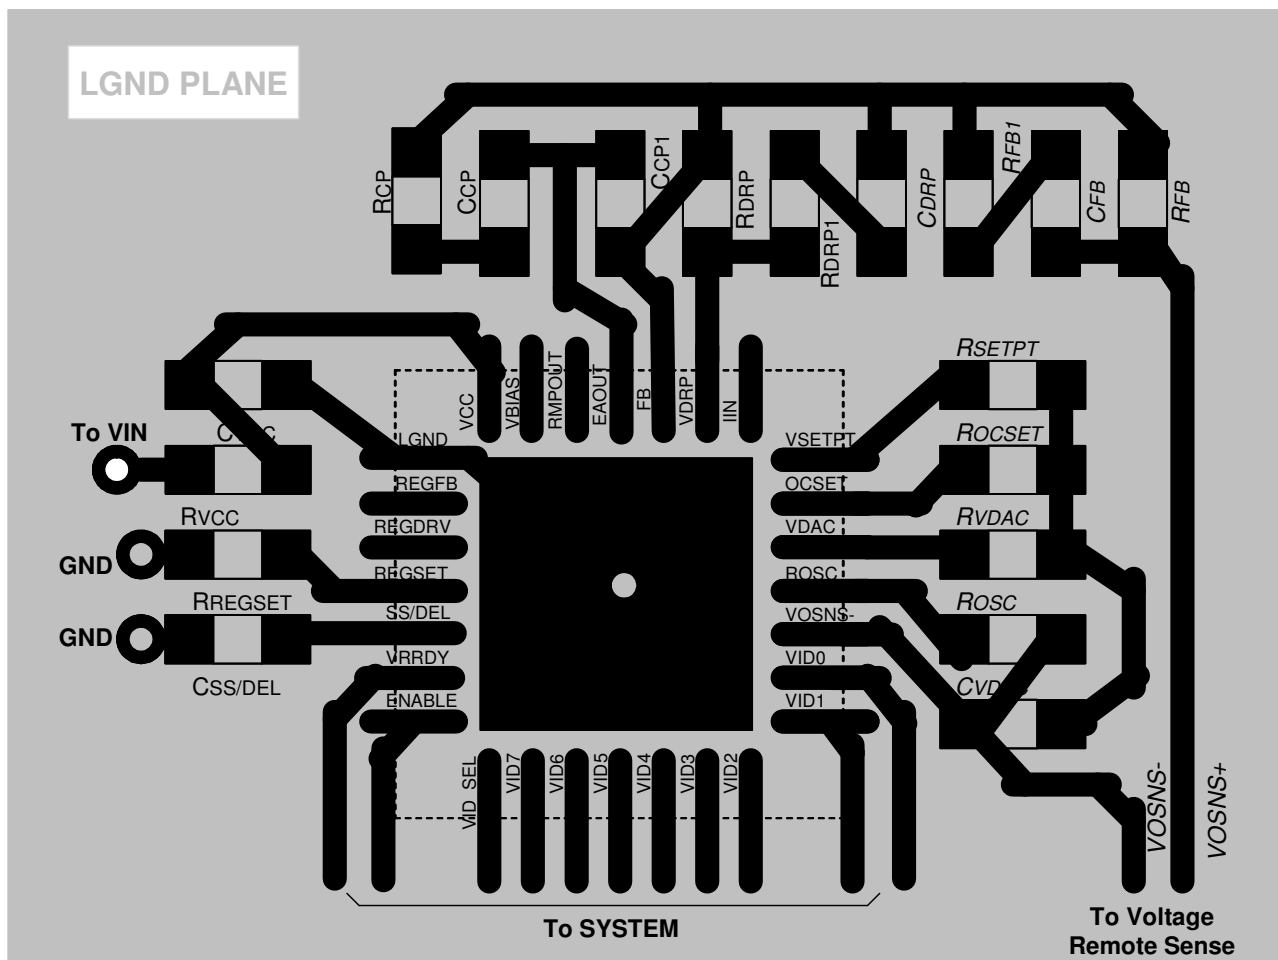 LGND PLANE
RCP
CCP
CCP1
RDRP
RDRP1
CDRP
RFB1
CFB
RFB
VCC
VBIAS
RMPOUT
EAOUT
FB
VDRP
IIN
To VIN
RVCC
GND
RREGSET
GND
CSS/DEL
LGND
REGFB
REGDRV
REGSET
SS/DEL
VRRDY
ENABLE
VSETPT
OCSET
VDAC
ROSC
VOSNS-
VID0
VID1
RSETPT
ROCSET
RVDAC
ROSC
VID_SEL
VID7
VID6
VID5
VID4
VID3
VID2
VOSNS-
VOSNS+
To SYSTEM
To Voltage
Remote Sense